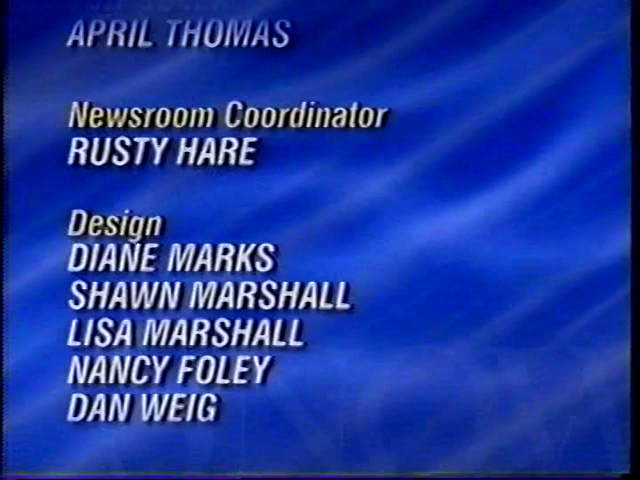 APRIL THOMAS
Newsroom Coordinator
RUSTY HARE
Design
DIANE MARKS
SHAWN MARSHALL
LISA MARSHALL
NANCY FOLEY
DAN WEIG